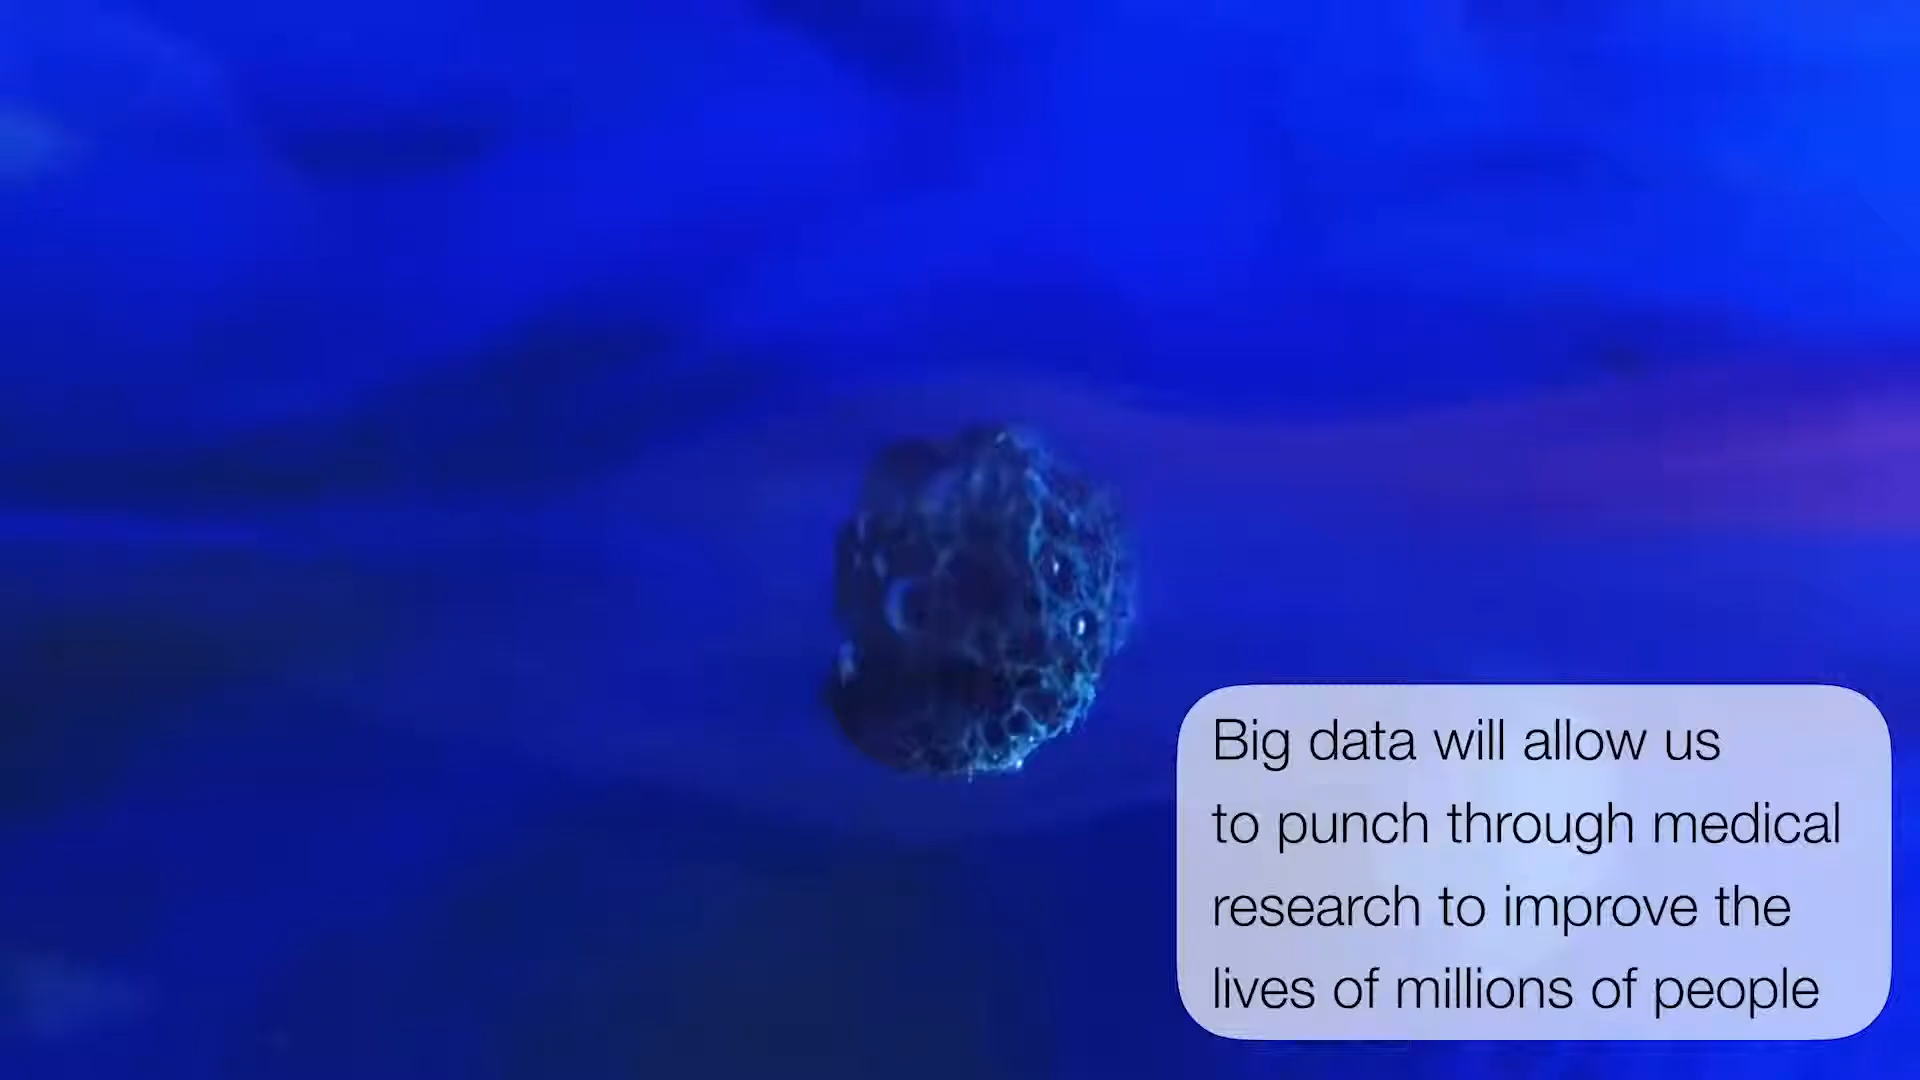 Big data will allow us
to punch through medical
research to improve the
lives of millions of people